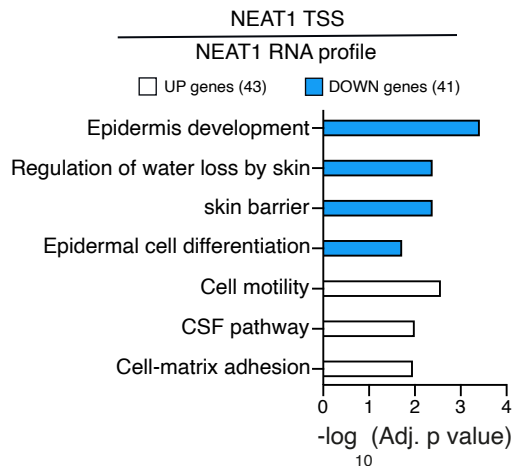 NEAT1 TSS
NEAT1 RNA profile
UP genes (43) DOWN genes (41)
Epidermis development
Regulation of water loss by skin
skin barrier
Epidermal cell differentiation
Cell motility
CSF pathway
Cell-matrix adhesion
0 1 2 3 4
-log (Adj. p value)
10